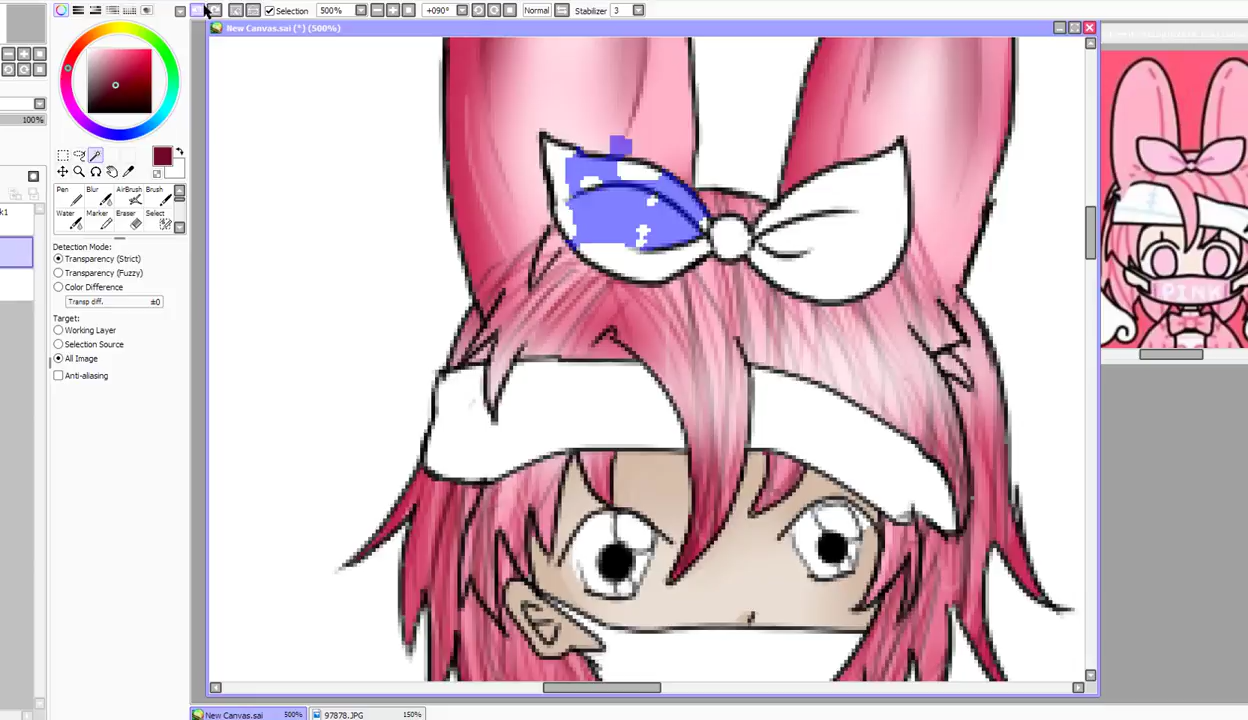 Selection 500% +090° Normal Stabilizer 3
New Canvas.sai (*) (500%)
100%
Pen Blur AirBrush Brush
Water Marker Eraser Select
Detection Mode:
Transparency (Strict)
Transparency (Fuzzy)
Color Difference
Transp diff. ±0
Target:
Working Layer
Selection Source
All Image
Anti-aliasing
PINK
New Canvas.sai 500% 97878.JPG 150%